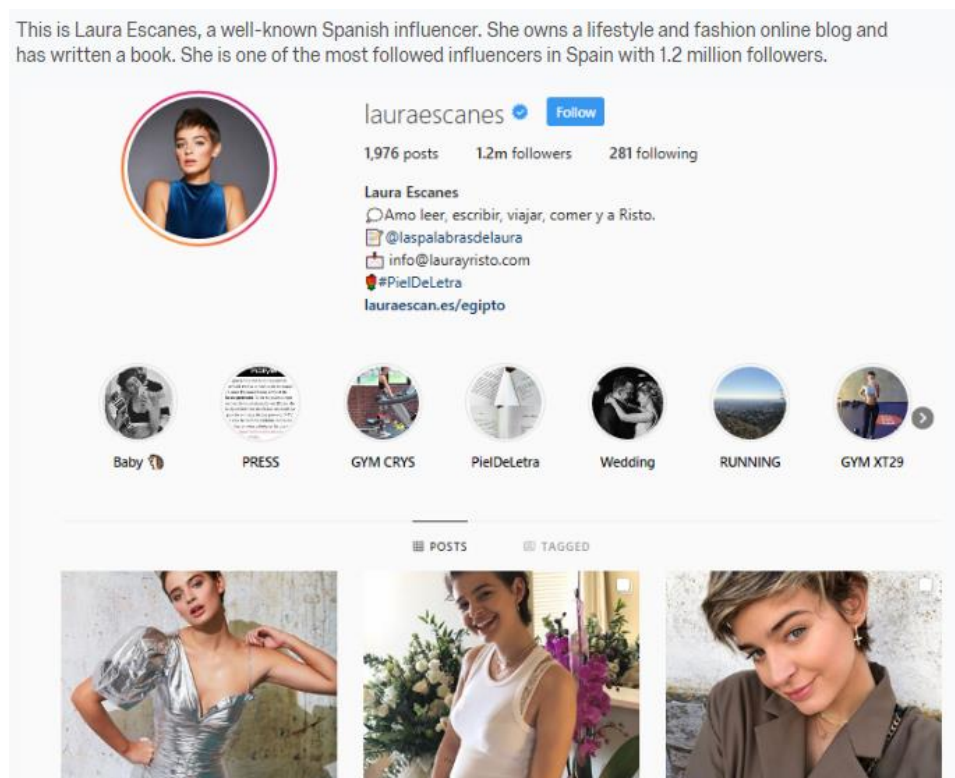 This is Laura Escanes, a well-known Spanish influencer. She owns a lifestyle and fashion online blog and
has written a book. She is one of the most followed influencers in Spain with 1.2 million followers.
lauraescanes Follow
1,976 posts 1.2m followers 281 following
Laura Escanes
Amo leer, escribir, viajar, comer y a Risto.
@laspalabrasdelaura
info@laurayristo.com
#PielDeLetra
lauraescan.es/egipto
Baby PRESS GYM CRYS PielDeLetra Wedding RUNNING GYM XT29
POSTS TAGGED